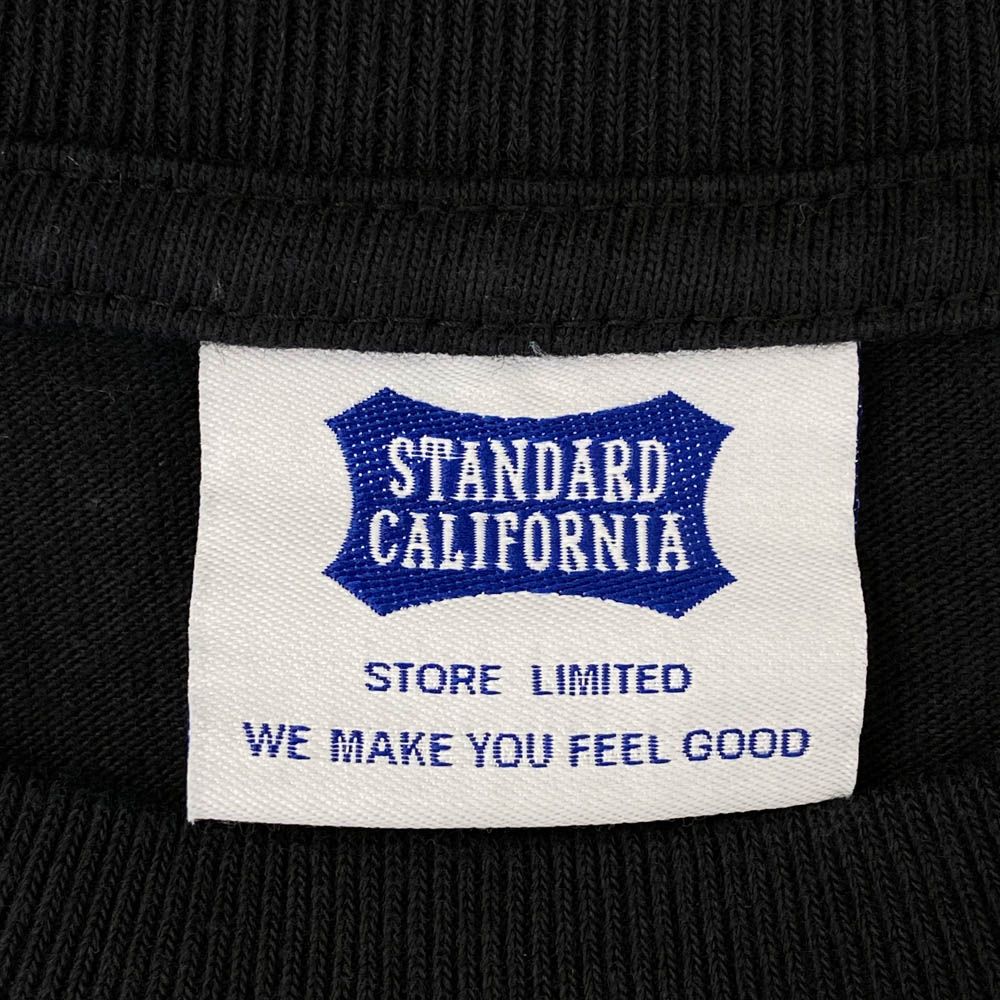 STANDARD
CALIFORNIA
STORE LIMITED
WE MAKE YOU FEEL GOOD